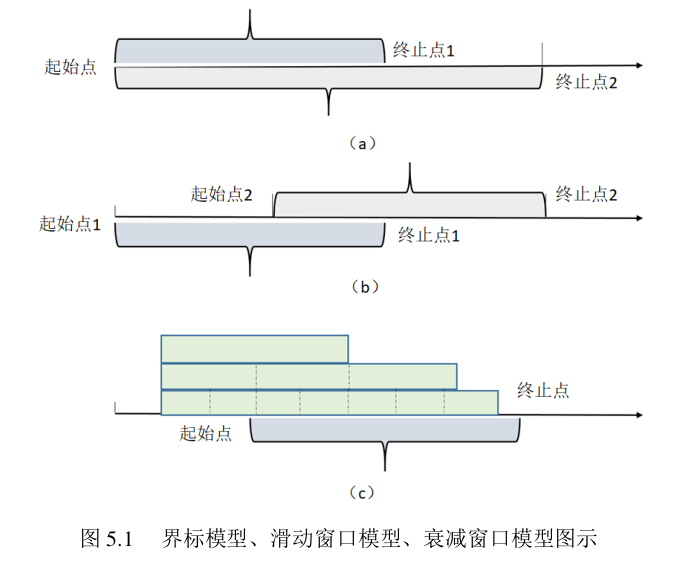 起始点
终止点1
终止点2
（a）
起始点2
终止点2
起始点1
终止点1
（b）
终止点
起始点
（c）
图 5.1 界标模型、滑动窗口模型、衰减窗口模型图示